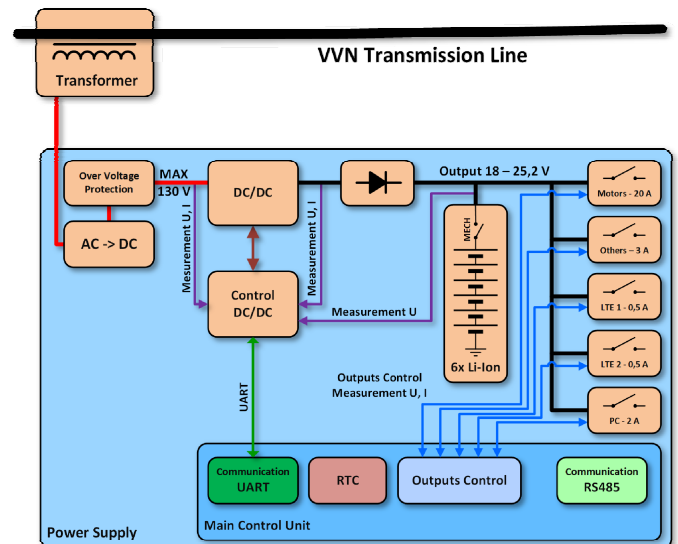 VVN Transmission Line
Transformer
Over Voltage
Protection
MAX
130 V
DC/DC
Output 18 – 25,2 V
Motors - 20 A
AC -> DC
Mesurement U, I
Measurement U, I
MECH
Others – 3 A
Control
DC/DC
Measurement U
LTE 1 - 0,5 A
6x Li-Ion
LTE 2 - 0,5 A
UART
Outputs Control
Measurement U, I
PC - 2 A
Communication
UART
RTC
Outputs Control
Communication
RS485
Main Control Unit
Power Supply